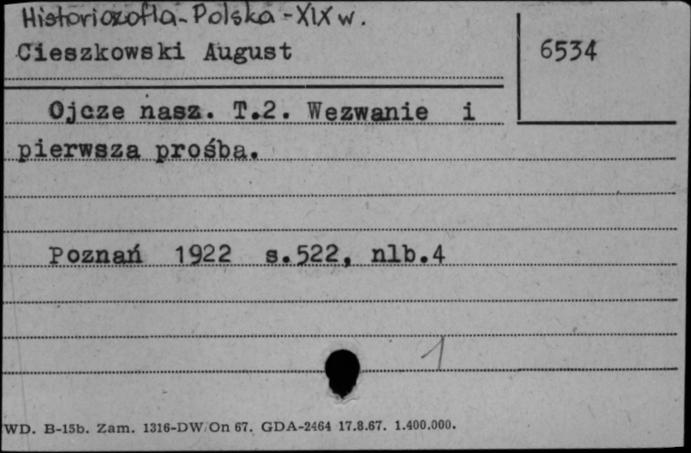 Historiozofia-Polska-XIX w.
Cieszkowski August
6534
Ojcze nasz. T.2. Wezwanie i
pierwsza prośba.
Poznań 1922 s.522, nlb.4
1
WD. B-15b. Zam. 1316-DW/On 67. GDA-2464 17.8.67. 1.400.000.